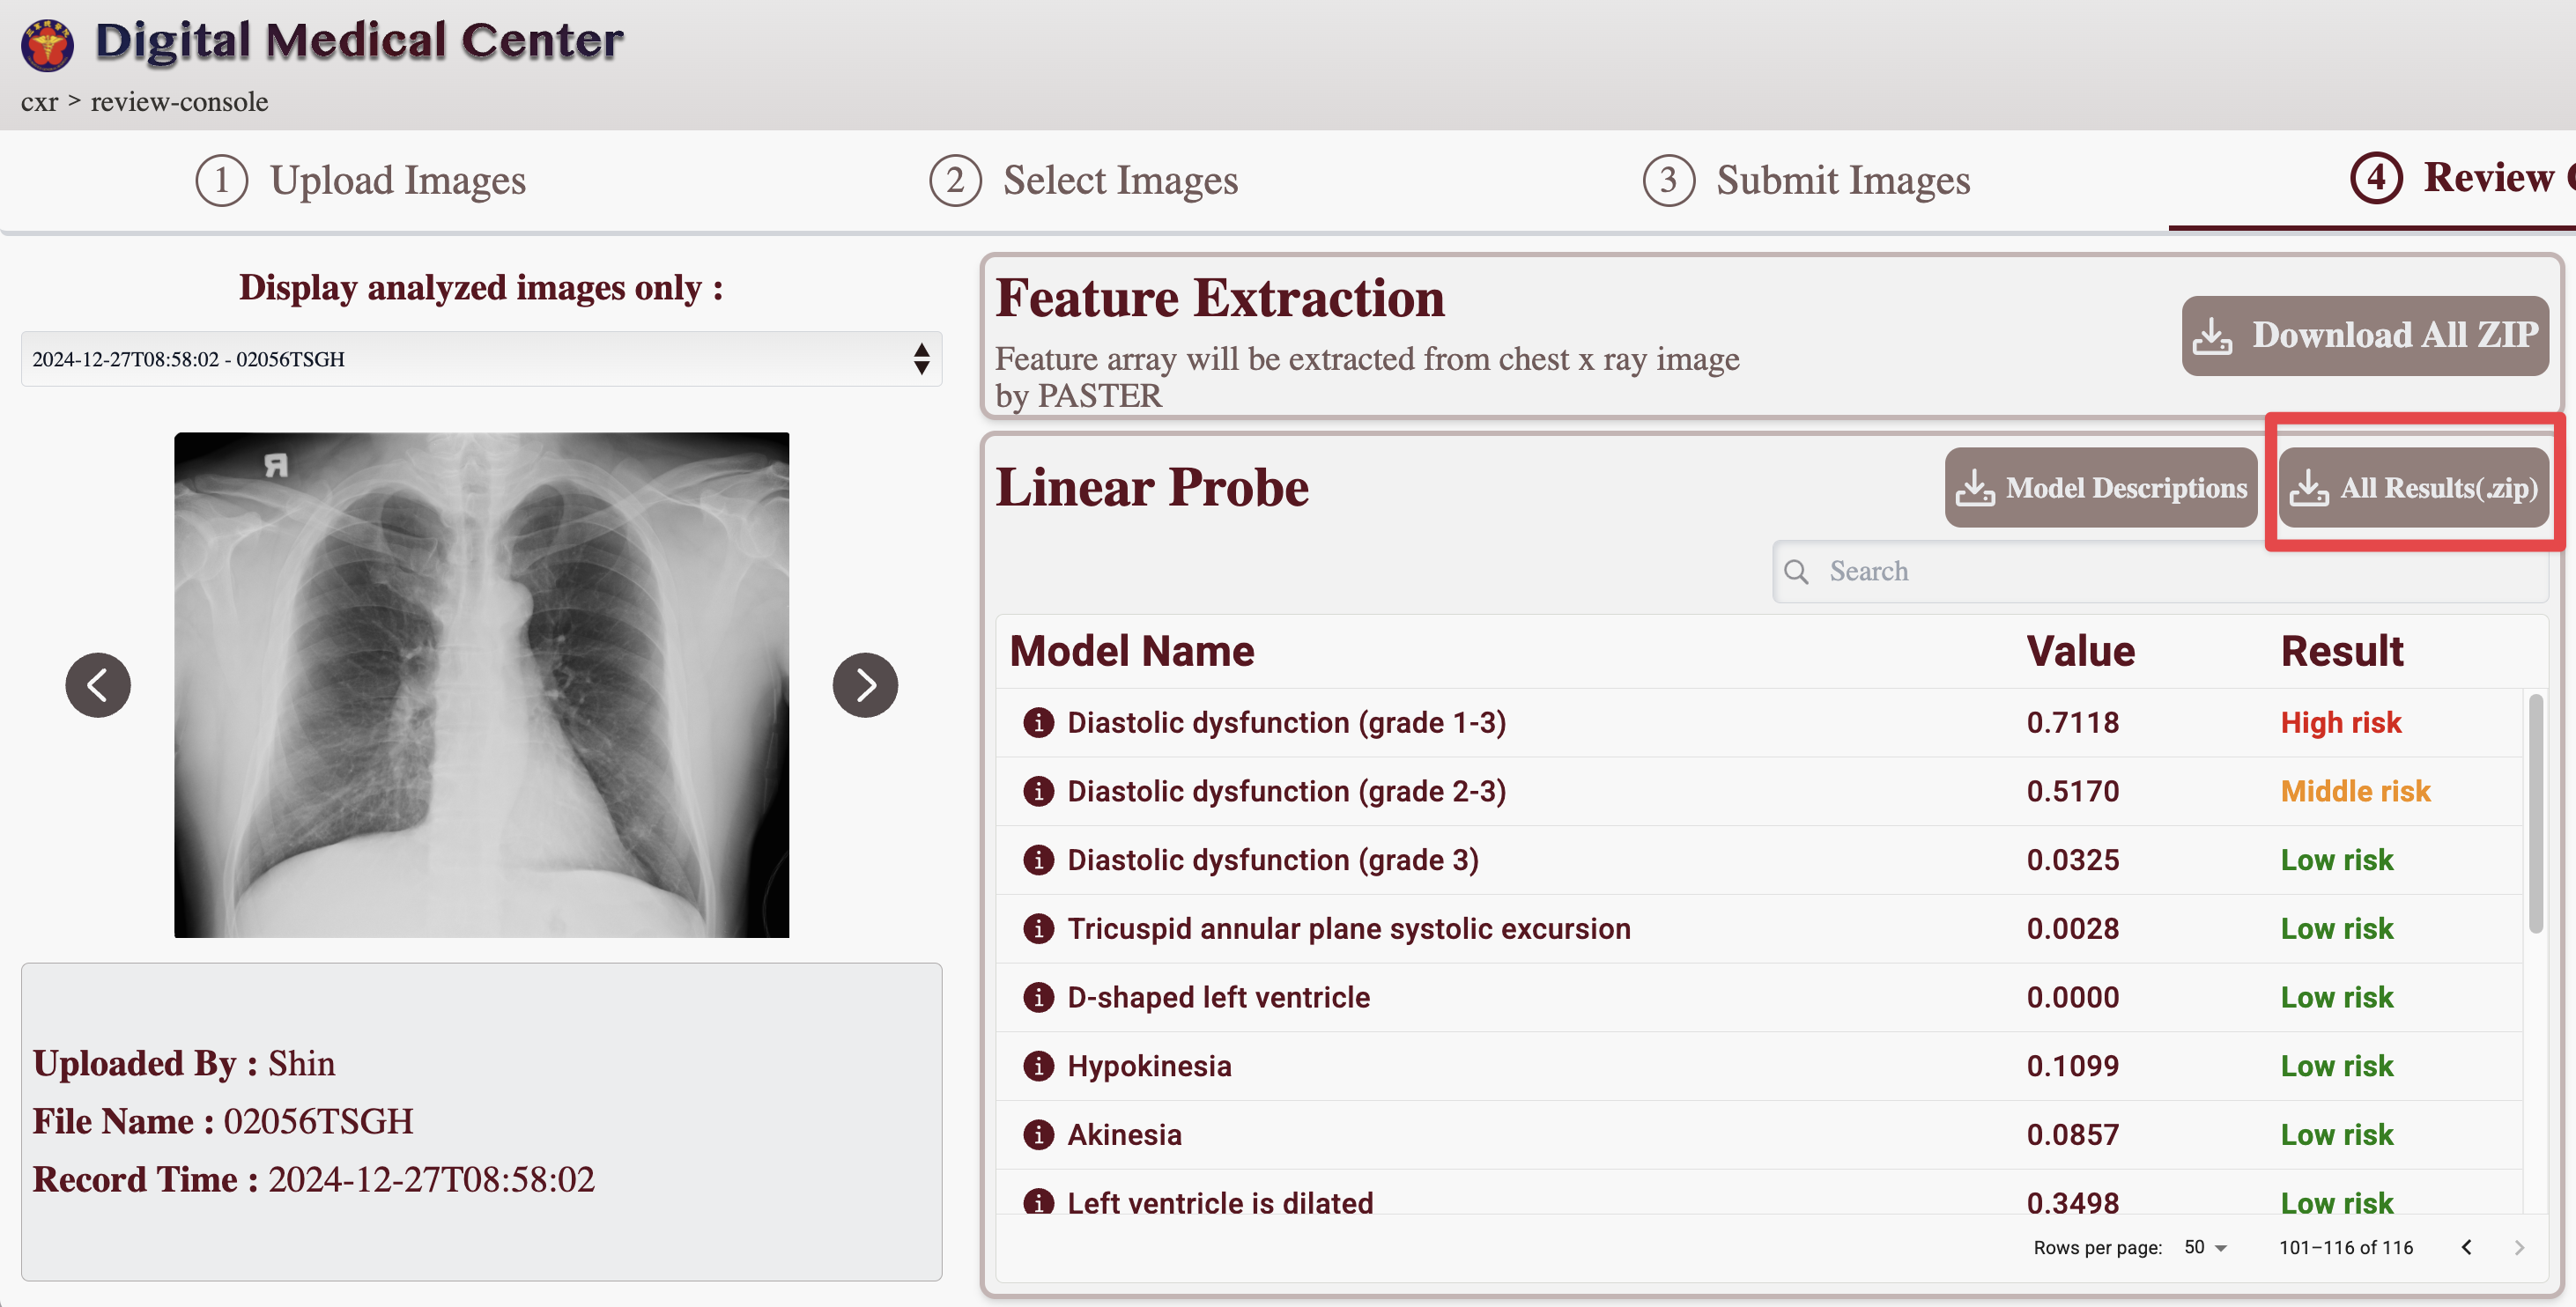 Digital Medical Center
cxr > review-console
1 Upload Images
2 Select Images
3 Submit Images
4 Review
Display analyzed images only :
2024-12-27T08:58:02 - 02056TSGH
Uploaded By : Shin
File Name : 02056TSGH
Record Time : 2024-12-27T08:58:02
Feature Extraction
Feature array will be extracted from chest x ray image
by PASTER
Download All ZIP
Linear Probe
Model Descriptions
All Results(.zip)
Search
Model Name Value Result
Diastolic dysfunction (grade 1-3) 0.7118 High risk
Diastolic dysfunction (grade 2-3) 0.5170 Middle risk
Diastolic dysfunction (grade 3) 0.0325 Low risk
Tricuspid annular plane systolic excursion 0.0028 Low risk
D-shaped left ventricle 0.0000 Low risk
Hypokinesia 0.1099 Low risk
Akinesia 0.0857 Low risk
Left ventricle is dilated 0.3498 Low risk
Rows per page: 50 101–116 of 116